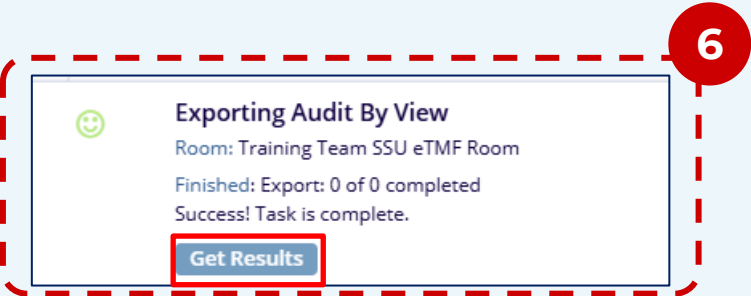 6
Exporting Audit By View
Room: Training Team SSU eTMF Room
Finished: Export: 0 of 0 completed
Success! Task is complete.
Get Results